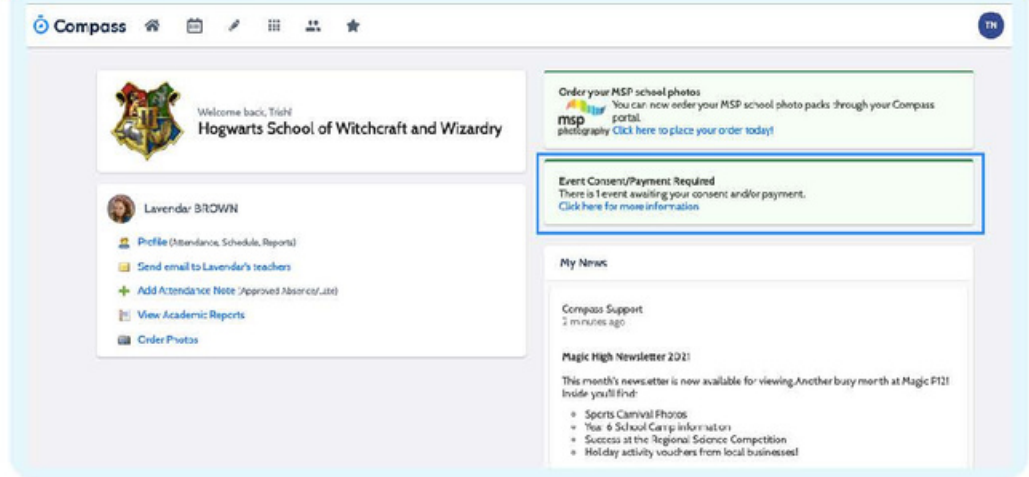 Compass
TN
Welcome back, Trish!
Hogwarts School of Witchcraft and Wizardry
Lavendar BROWN
Profile (Attendance, Schedule, Reports)
Send email to Lavendar's teachers
Add Attendance Note (Approved Absence/Late)
View Academic Reports
Order Photos
Order your MSP school photos
You can now order your MSP school photo packs through your Compass
portal.
msp
photography Click here to place your order today!
Event Consent/Payment Required
There is 1 event awaiting your consent and/or payment.
Click here for more information
My News
Compass Support
2 minutes ago
Magic High Newsletter 2021
This month's newsletter is now available for viewing. Another busy month at Magic P12!
Inside you'll find:
Sports Carnival Photos
Year 6 School Camp information
Success at the Regional Science Competition
Holiday activity vouchers from local businesses!